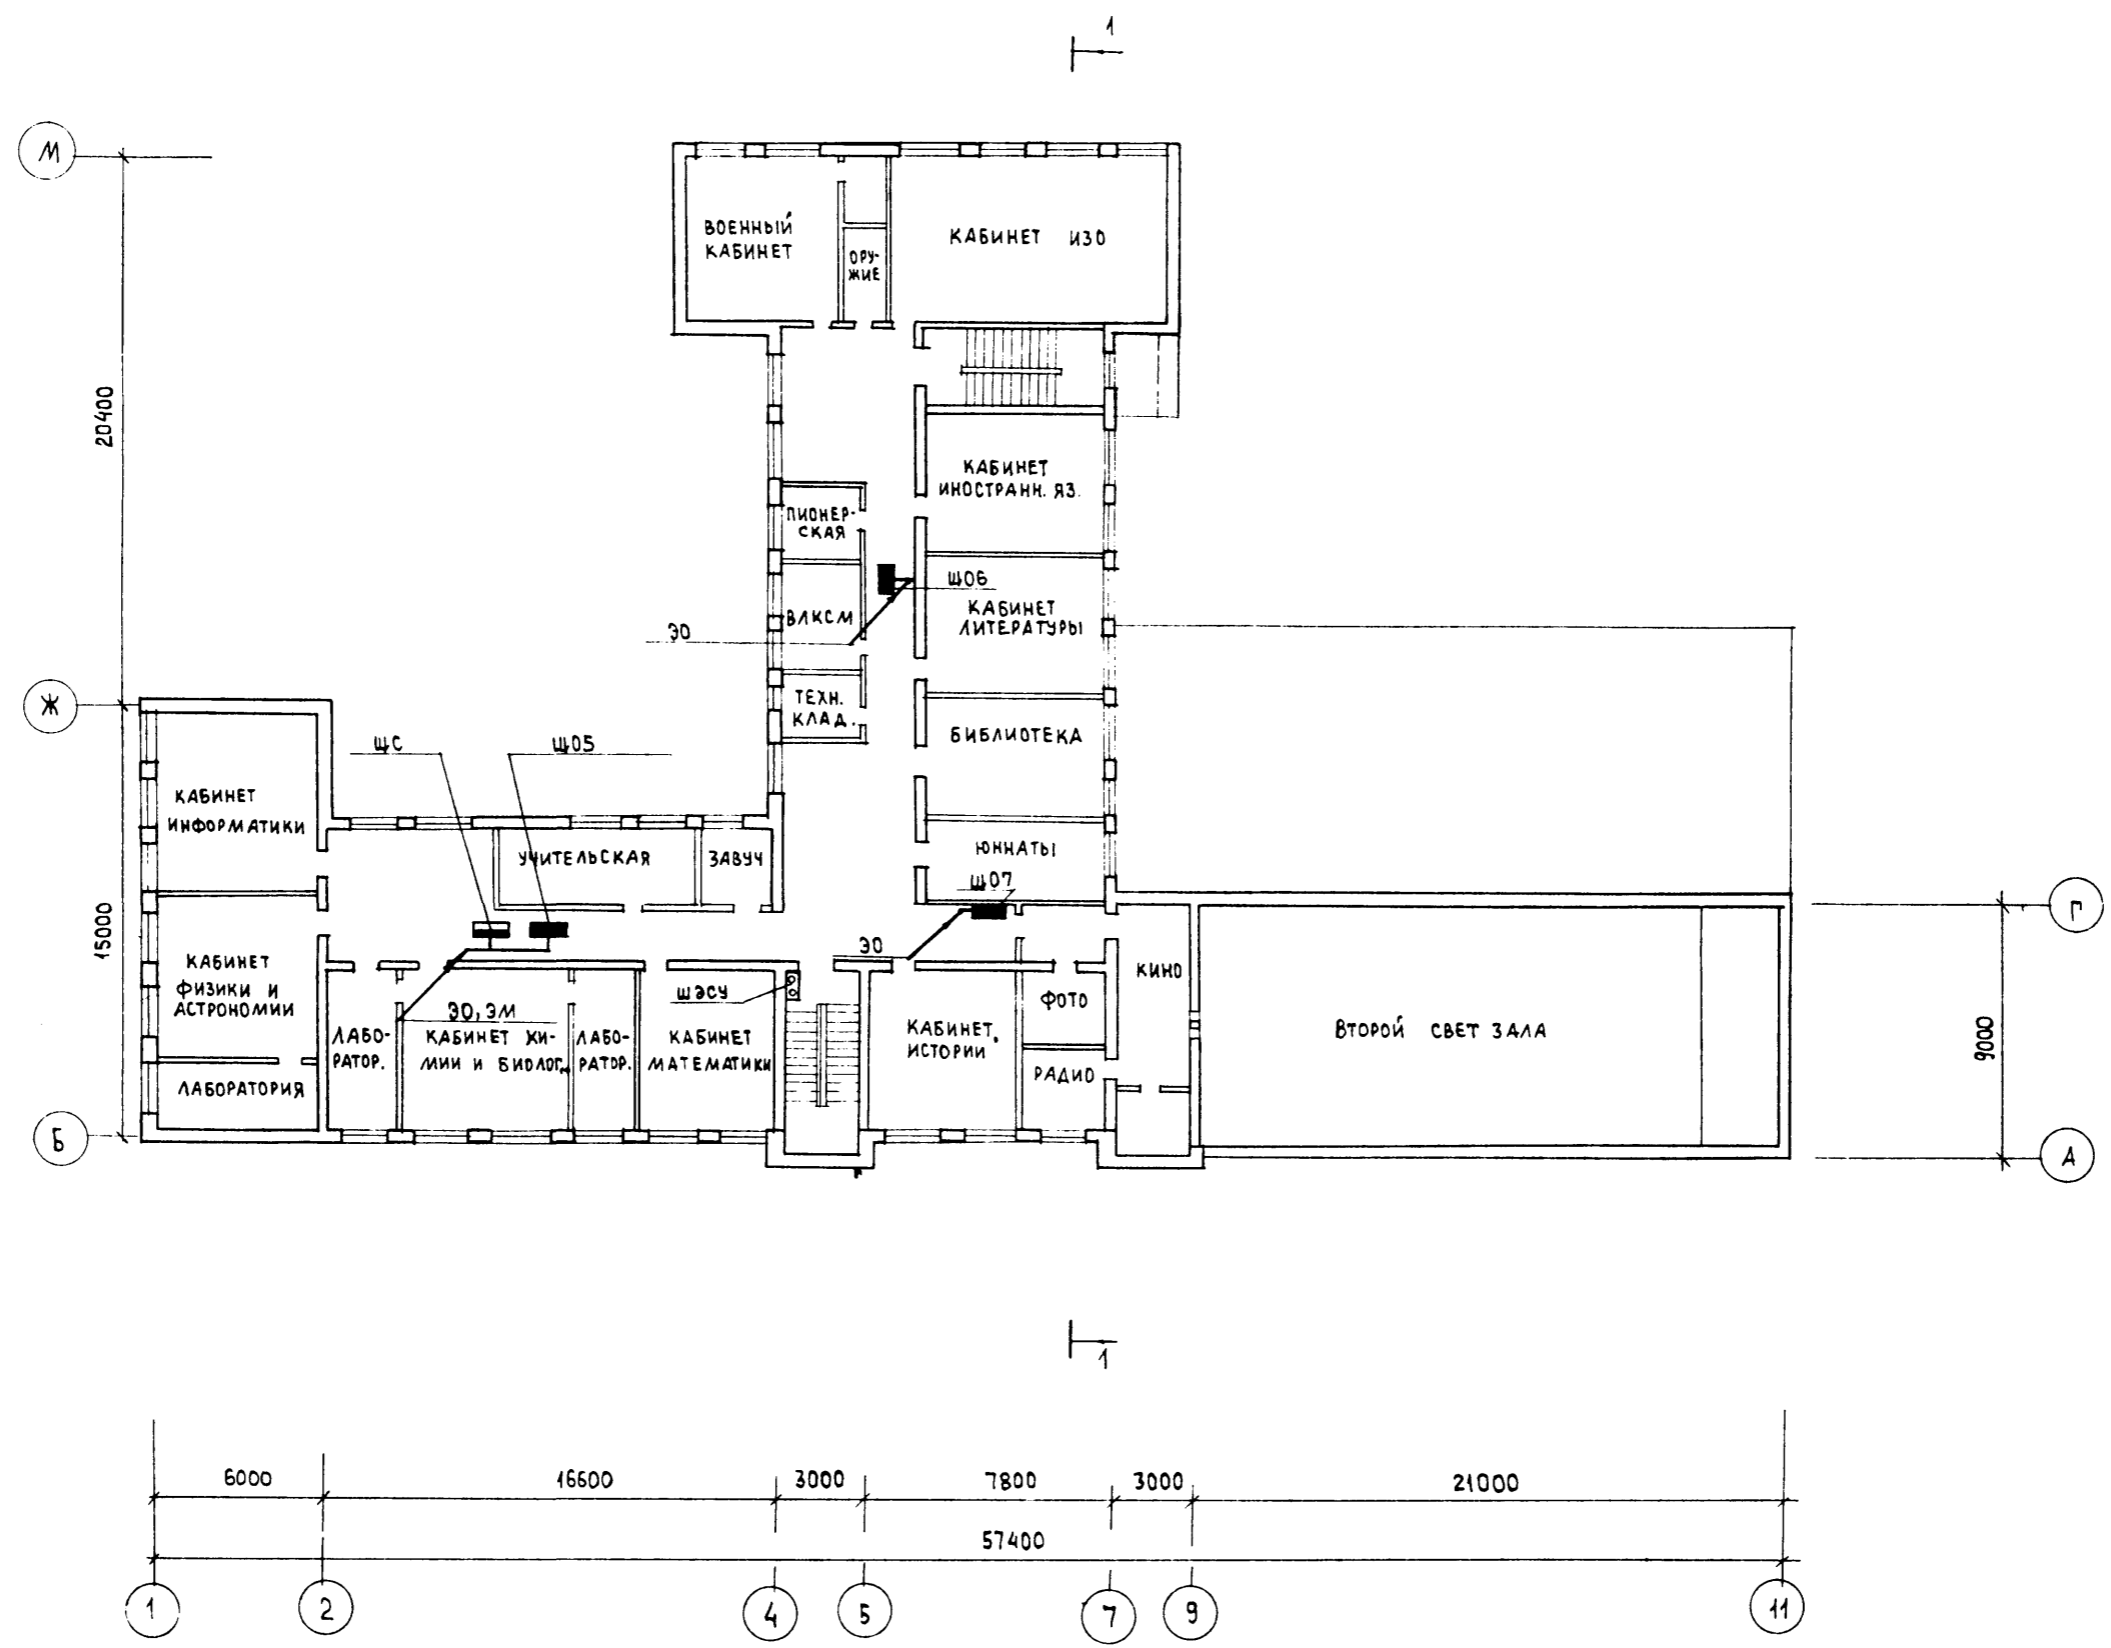 1
М
ВОЕННЫЙ
КАБИНЕТ
ОРУ-
ЖИЕ
КАБИНЕТ ИЗО
20400
КАБИНЕТ
ИНОСТРАНН. ЯЗ.
ПИОНЕР-
СКАЯ
ЩО6
КАБИНЕТ
ЛИТЕРАТУРЫ
ВЛКСМ
ЭО
Ж
ТЕХН.
КЛАД.
БИБЛИОТЕКА
ЩС
ЩО5
КАБИНЕТ
ИНФОРМАТИКИ
УЧИТЕЛЬСКАЯ
ЗАВУЧ
ЮННАТЫ
ЩО7
Г
15000
ЭО
КАБИНЕТ
ФИЗИКИ И
АСТРОНОМИИ
КИНО
ШЭСУ
ФОТО
ЭО, ЭМ
ЛАБО-
РАТОР.
КАБИНЕТ ХИ-
МИИ И БИОЛОГ.
ЛАБО-
РАТОР.
КАБИНЕТ
МАТЕМАТИКИ
КАБИНЕТ
ИСТОРИИ
ВТОРОЙ СВЕТ ЗАЛА
9000
РАДИО
ЛАБОРАТОРИЯ
Б
А
1
6000
16600
3000
7800
3000
21000
57400
1
2
4
5
7
9
11